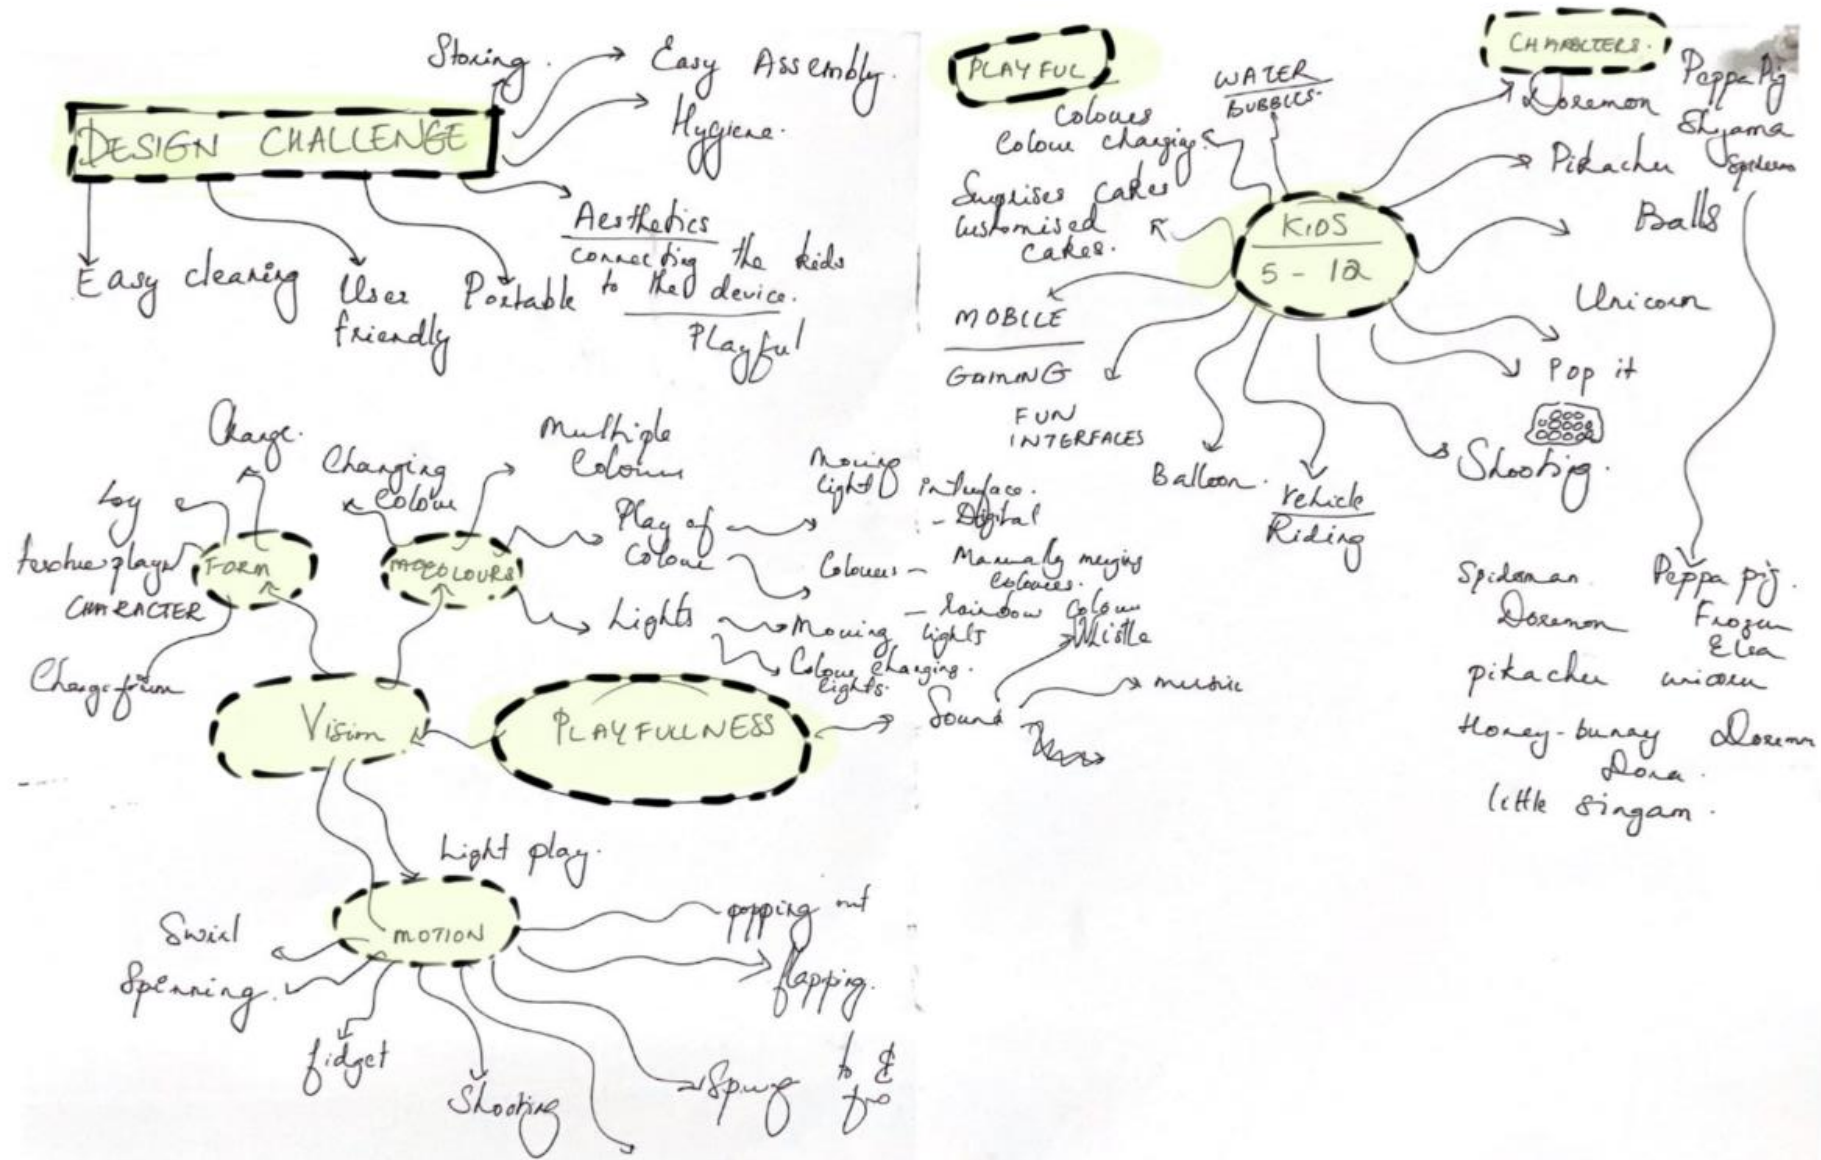 Storing.
Easy Assembly.
Hygiene.
DESIGN CHALLENGE
Aesthetics
connecting the kids
to the device.
Playful
Easy cleaning
User
friendly
Portable
PLAYFUL
WATER
BUBBLES.
Colours
Colour changing.
Surprises cakes
Customised
cakes.
MOBILE
GAMING
FUN
INTERFACES
KIDS
5 - 12
Balloon.
Vehicle
Riding
Shooting.
Pop it
Unicorn
Balls
Pikachu
CHARACTERS.
Doremon
Peppa Pig
Shyama
Spidosman
Doremon
pikacheu
Honey-bunny
little singam.
Peppa pig.
Frozen
Elsa
unicorn
Dora.
Change.
Changing
Colour
Multiple
Colours
Toy
CHARACTER
FORM
COLOURS
Play of
Colour
Moving
light interface.
- Digital
Colours - Manually merging
colours.
- rainbow colour
Lights
Moving lights
Colour changing.
lights.
Change form
Vision
PLAYFULLNESS
Sound
Whistle
music
Light play.
MOTION
Swirl
Spinning.
fidget
Shooting
Spring
to &
fro
popping out
flapping.